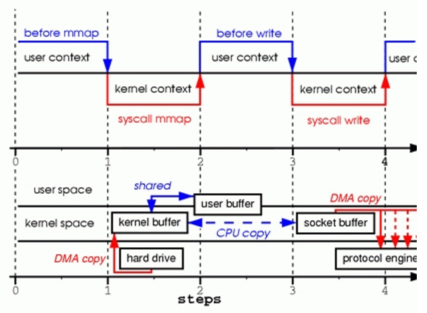 before mmap
before write
user context
user context
user c
kernel context
kernel context
syscall mmap
syscall write
0
1
2
3
4
shared
DMA copy
user space
user buffer
kernel space
kernel buffer
socket buffer
CPU copy
DMA copy
hard drive
protocol engine
0
1
2
3
4
steps